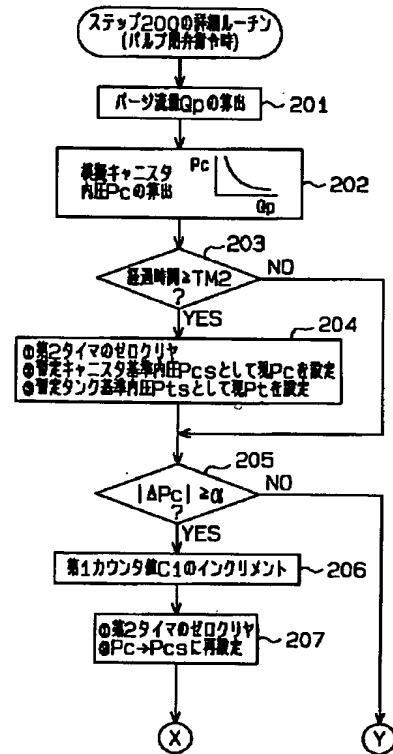 ステップ200の詳細ルーチン
(バルブ開弁指令時)
パージ流量Qpの算出
201
模擬キャニスタ
内圧Pcの算出
Pc
Qp
202
203
経過時間≧TM2
?
NO
YES
204
①第2タイマのゼロクリヤ
②暫定キャニスタ基準内圧Pcsとして現Pcを設定
③暫定タンク基準内圧Ptsとして現Ptを設定
205
|ΔPc|≧α
?
NO
YES
第1カウンタ値C1のインクリメント
206
①第2タイマのゼロクリヤ
②Pc→Pcsに再設定
207
X
Y